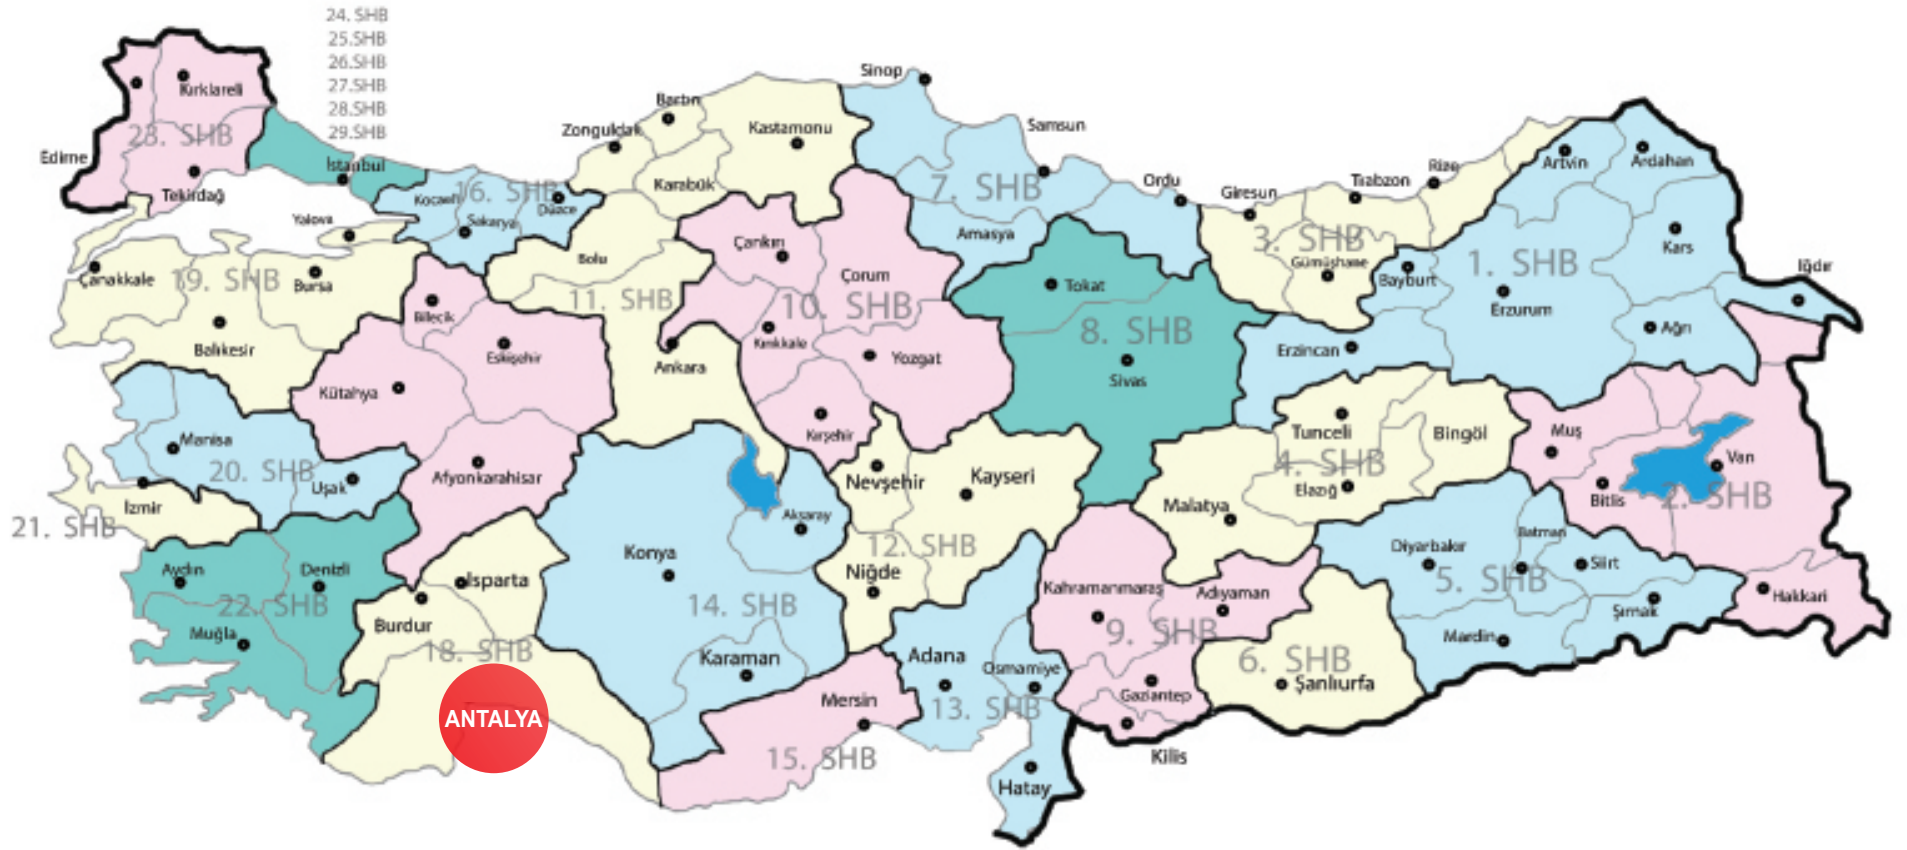 24. SHB
25.SHB
26.SHB
27.SHB
28.SHB
29.SHB
Sinop
Kırklareli
Bartın
Zonguldak
Kastamonu
Samsun
23. SHB
Edirne
İstanbul
Tekirdağ
Kocaeli
16. SHB
Sakarya
Düzce
Karabük
7. SHB
Ordu
Giresun
Trabzon
Rize
Artvin
Ardahan
Yalova
Bolu
Çankırı
Amasya
3. SHB
Gümüşhane
Kars
Çanakkale
19. SHB
Bursa
11. SHB
Çorum
10. SHB
Tokat
Bayburt
1. SHB
Erzurum
Iğdır
Bilecik
Balıkesir
Eskişehir
Ankara
Kırıkkale
Yozgat
8. SHB
Sivas
Erzincan
Ağrı
Kütahya
Kırşehir
Tunceli
Bingöl
Muş
Manisa
20. SHB
Uşak
Afyonkarahisar
Nevşehir
Kayseri
4. SHB
Elazığ
Malatya
Van
Bitlis
2. SHB
İzmir
21. SHB
Aksaray
Konya
12. SHB
Niğde
Diyarbakır
Batman
5. SHB
Siirt
Şırnak
Mardin
Hakkari
Aydın
Denizli
22. SHB
Muğla
Isparta
Burdur
18. SHB
14. SHB
Karaman
Kahramanmaraş
Adıyaman
9. SHB
Adana
Osmamiye
13. SHB
6. SHB
Şanlıurfa
Gaziantep
Kilis
ANTALYA
Mersin
15. SHB
Hatay